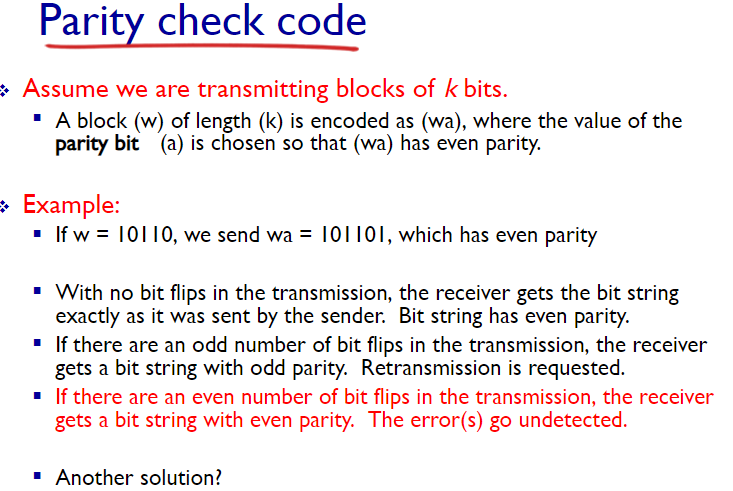 Parity check code
Assume we are transmitting blocks of k bits.
A block (w) of length (k) is encoded as (wa), where the value of the
parity bit (a) is chosen so that (wa) has even parity.
Example:
If w = 10110, we send wa = 101101, which has even parity
With no bit flips in the transmission, the receiver gets the bit string
exactly as it was sent by the sender. Bit string has even parity.
If there are an odd number of bit flips in the transmission, the receiver
gets a bit string with odd parity. Retransmission is requested.
If there are an even number of bit flips in the transmission, the receiver
gets a bit string with even parity. The error(s) go undetected.
Another solution?